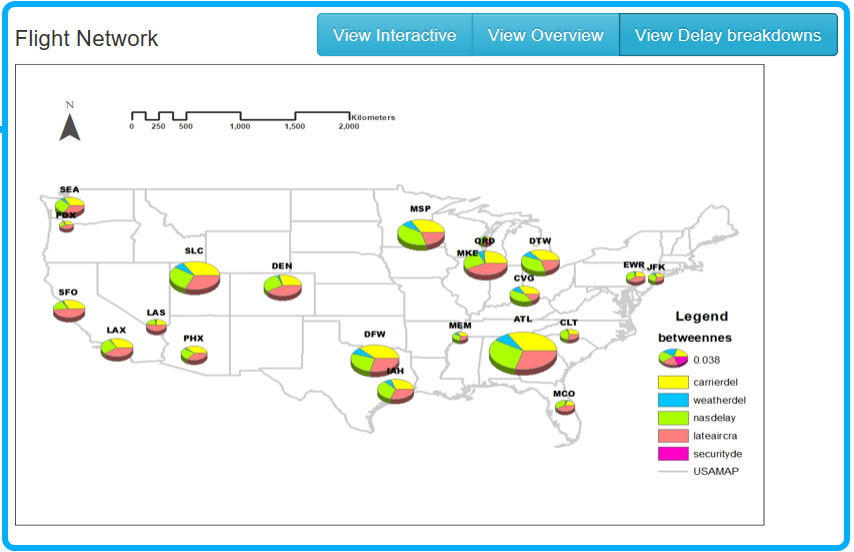 Flight Network
View Interactive
View Overview
View Delay breakdowns
N
Kilometers
0 250 500 1,000 1,500 2,000
SEA
PDX
MSP
ORD
DTW
SLC
MKE
DEN
EWR
JFK
CVG
SFO
LAS
LAX
PHX
DFW
MEM
ATL
CLT
IAH
MCO
Legend
betweennes
0.038
carrierdel
weatherdel
nasdelay
lateaircra
securityde
USAMAP